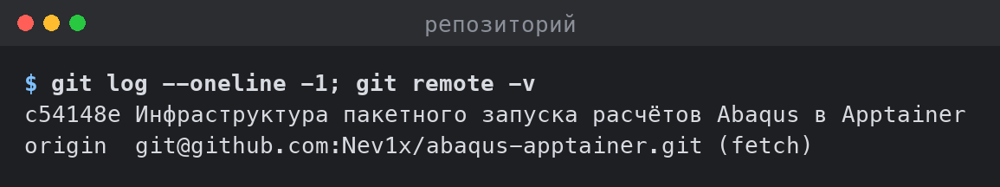 репозиторий
$ git log --oneline -1; git remote -v
c54148e Инфраструктура пакетного запуска расчётов Abaqus в Apptainer
origin  git@github.com:Nev1x/abaqus-apptainer.git (fetch)